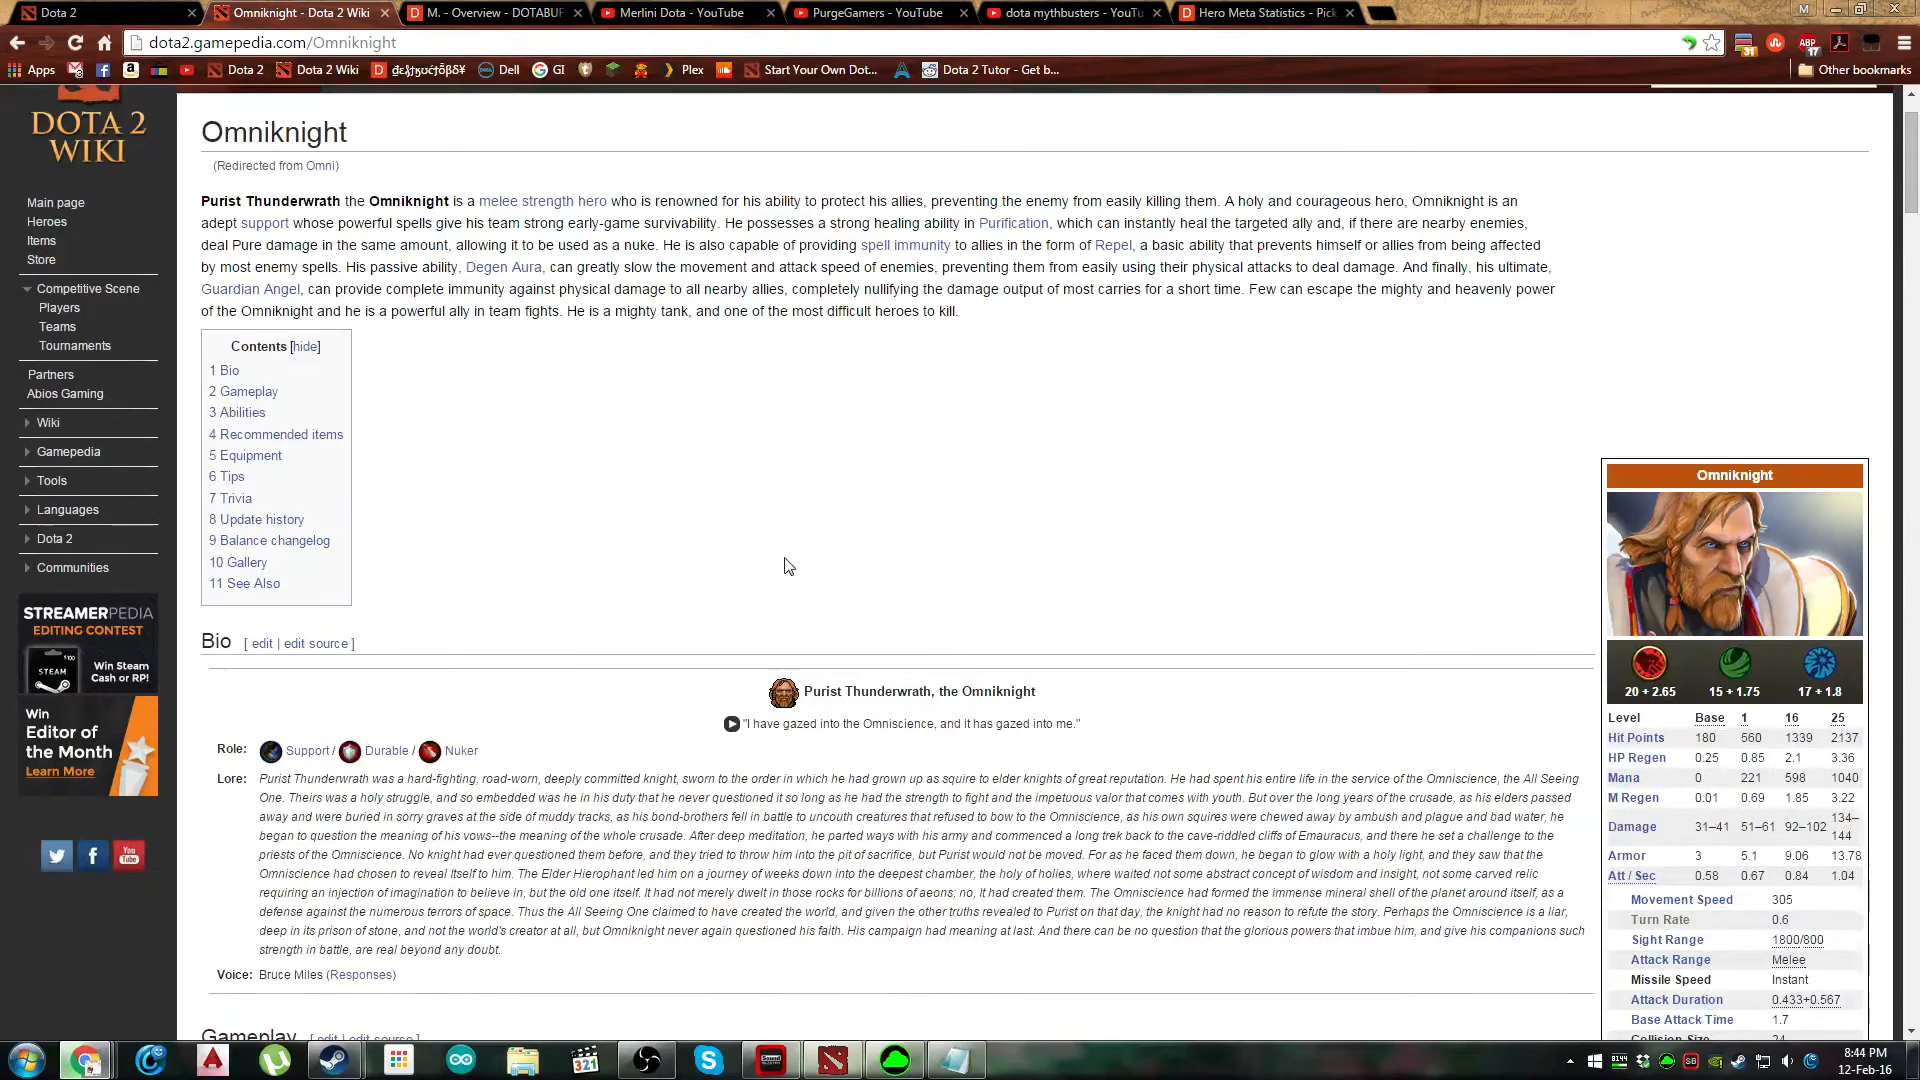 Dota 2
Omniknight - Dota 2 Wiki
M. - Overview - DOTABUF
Merlini Dota - YouTube
PurgeGamers - YouTube
dota mythbusters - YouTu
Hero Meta Statistics - Pick
M
dota2.gamepedia.com/Omniknight
31
ABP
17
Apps
Dota 2
Dota 2 Wiki
Dell
GI
Plex
Start Your Own Dot...
Dota 2 Tutor - Get b...
Other bookmarks
DOTA 2
WIKI
Main page
Heroes
Items
Store
Competitive Scene
Players
Teams
Tournaments
Partners
Abios Gaming
Wiki
Gamepedia
Tools
Languages
Dota 2
Communities
STREAMERPEDIA
EDITING CONTEST
$100
STEAM
Win Steam
Cash or RP!
Win
Editor of
the Month
Learn More
You
Tube
Omniknight
(Redirected from Omni)
Purist Thunderwrath the Omniknight is a melee strength hero who is renowned for his ability to protect his allies, preventing the enemy from easily killing them. A holy and courageous hero, Omniknight is an
adept support whose powerful spells give his team strong early-game survivability. He possesses a strong healing ability in Purification, which can instantly heal the targeted ally and, if there are nearby enemies,
deal Pure damage in the same amount, allowing it to be used as a nuke. He is also capable of providing spell immunity to allies in the form of Repel, a basic ability that prevents himself or allies from being affected
by most enemy spells. His passive ability, Degen Aura, can greatly slow the movement and attack speed of enemies, preventing them from easily using their physical attacks to deal damage. And finally, his ultimate,
Guardian Angel, can provide complete immunity against physical damage to all nearby allies, completely nullifying the damage output of most carries for a short time. Few can escape the mighty and heavenly power
of the Omniknight and he is a powerful ally in team fights. He is a mighty tank, and one of the most difficult heroes to kill.
Contents [hide]
1 Bio
2 Gameplay
3 Abilities
4 Recommended items
5 Equipment
6 Tips
7 Trivia
8 Update history
9 Balance changelog
10 Gallery
11 See Also
Bio [ edit | edit source ]
Purist Thunderwrath, the Omniknight
"I have gazed into the Omniscience, and it has gazed into me."
Role: Support / Durable / Nuker
Lore: Purist Thunderwrath was a hard-fighting, road-worn, deeply committed knight, sworn to the order in which he had grown up as squire to elder knights of great reputation. He had spent his entire life in the service of the Omniscience, the All Seeing
One. Theirs was a holy struggle, and so embedded was he in his duty that he never questioned it so long as he had the strength to fight and the impetuous valor that comes with youth. But over the long years of the crusade, as his elders passed
away and were buried in sorry graves at the side of muddy tracks, as his bond-brothers fell in battle to uncouth creatures that refused to bow to the Omniscience, as his own squires were chewed away by ambush and plague and bad water, he
began to question the meaning of his vows--the meaning of the whole crusade. After deep meditation, he parted ways with his army and commenced a long trek back to the cave-riddled cliffs of Emauracus, and there he set a challenge to the
priests of the Omniscience. No knight had ever questioned them before, and they tried to throw him into the pit of sacrifice, but Purist would not be moved. For as he faced them down, he began to glow with a holy light, and they saw that the
Omniscience had chosen to reveal Itself to him. The Elder Hierophant led him on a journey of weeks down into the deepest chamber, the holy of holies, where waited not some abstract concept of wisdom and insight, not some carved relic
requiring an injection of imagination to believe in, but the old one itself. It had not merely dwelt in those rocks for billions of aeons; no, It had created them. The Omniscience had formed the immense mineral shell of the planet around itself, as a
defense against the numerous terrors of space. Thus the All Seeing One claimed to have created the world, and given the other truths revealed to Purist on that day, the knight had no reason to refute the story. Perhaps the Omniscience is a liar,
deep in its prison of stone, and not the world's creator at all, but Omniknight never again questioned his faith. His campaign had meaning at last. And there can be no question that the glorious powers that imbue him, and give his companions such
strength in battle, are real beyond any doubt.
Voice: Bruce Miles (Responses)
Gameplay [ edit | edit source ]
Omniknight
20 + 2.65
15 + 1.75
17 + 1.8
Level Base 1 16 25
Hit Points 180 560 1339 2137
HP Regen 0.25 0.85 2.1 3.36
Mana 0 221 598 1040
M Regen 0.01 0.69 1.85 3.22
Damage 31–41 51–61 92–102 134–144
Armor 3 5.1 9.06 13.78
Att / Sec 0.58 0.67 0.84 1.04
Movement Speed 305
Turn Rate 0.6
Sight Range 1800/800
Attack Range Melee
Missile Speed Instant
Attack Duration 0.433+0.567
Base Attack Time 1.7
Collision Size 24
321
8:44 PM
12-Feb-16